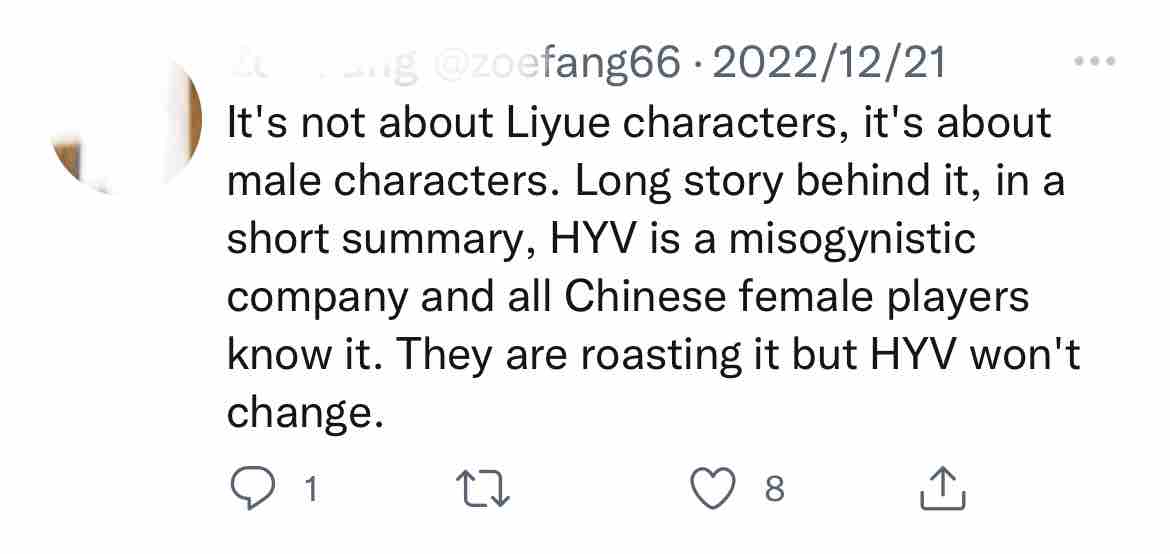 @zoefang66 · 2022/12/21
It's not about Liyue characters, it's about
male characters. Long story behind it, in a
short summary, HYV is a misogynistic
company and all Chinese female players
know it. They are roasting it but HYV won't
change.
1 8